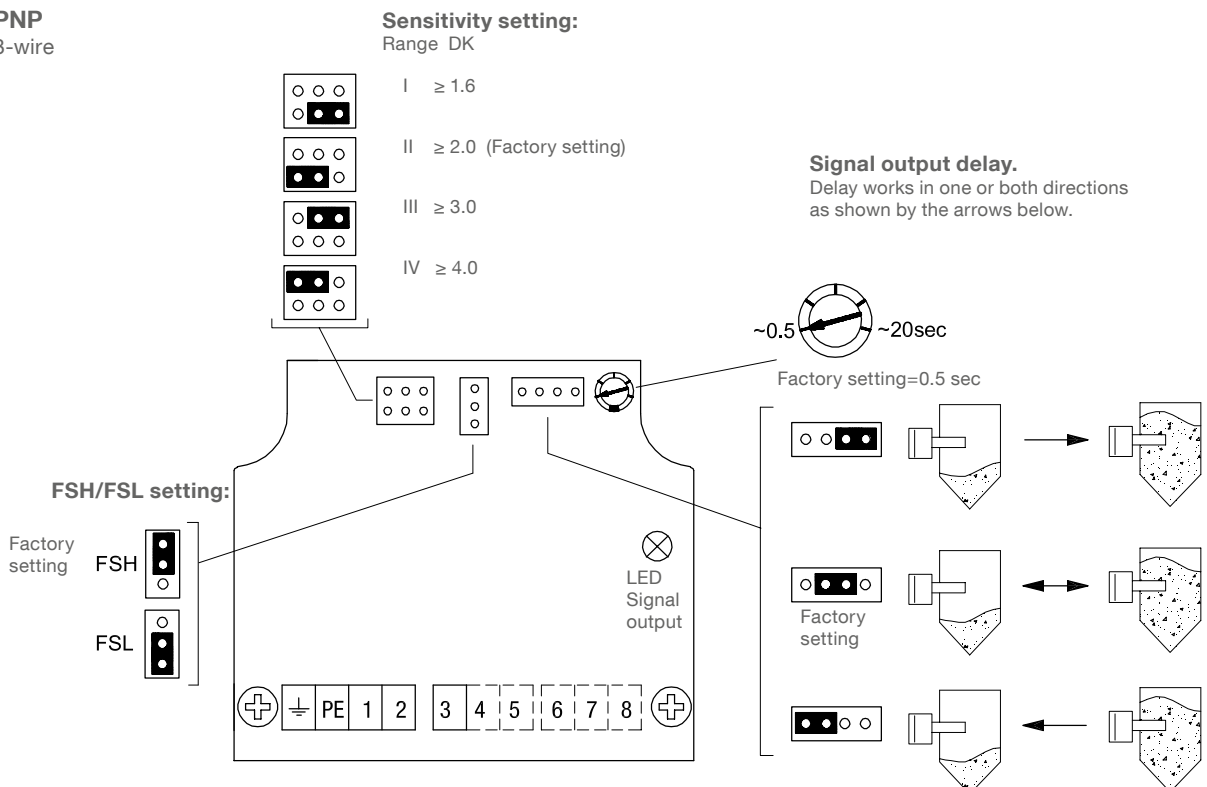 PNP
3-wire
Sensitivity setting:
Range DK
I ≥ 1.6
II ≥ 2.0 (Factory setting)
III ≥ 3.0
IV ≥ 4.0
Signal output delay.
Delay works in one or both directions
as shown by the arrows below.
~0.5
~20sec
Factory setting=0.5 sec
FSH/FSL setting:
Factory
setting
FSH
FSL
LED
Signal
output
Factory
setting
PE 1 2 3 4 5 6 7 8